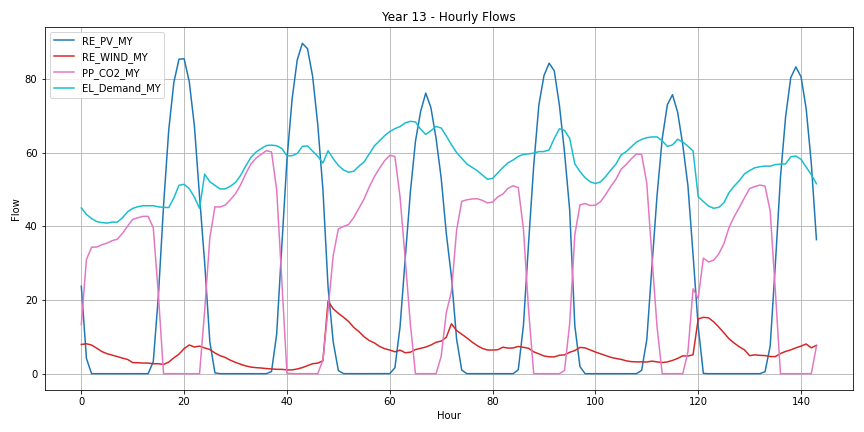 Year 13 - Hourly Flows
RE_PV_MY
RE_WIND_MY
PP_CO2_MY
EL_Demand_MY
Flow
80
60
40
20
0
0 20 40 60 80 100 120 140
Hour